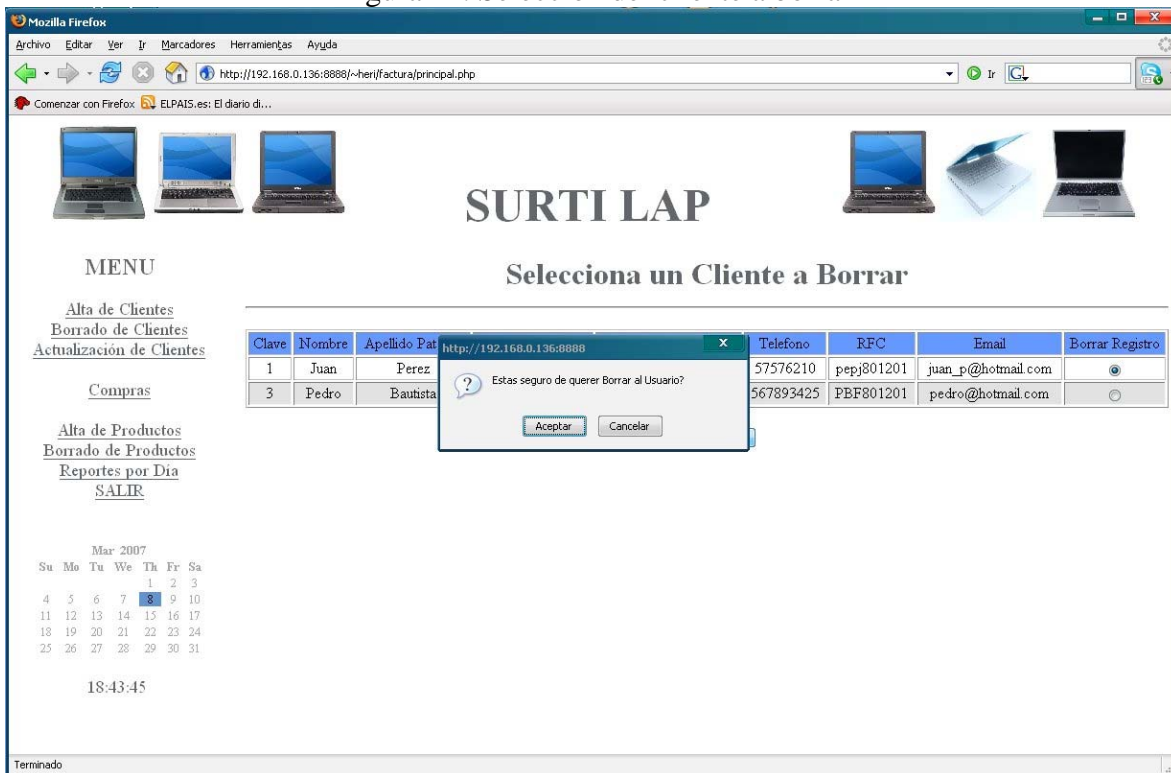 Mozilla Firefox
Archivo Editar Ver Ir Marcadores Herramientas Ayuda
http://192.168.0.136:8888/~heri/factura/principal.php
Ir
Comenzar con Firefox ELPAIS.es: El diario di...
SURTI LAP
MENU
Alta de Clientes
Borrado de Clientes
Actualización de Clientes
Compras
Alta de Productos
Borrado de Productos
Reportes por Día
SALIR
Mar 2007
Su Mo Tu We Th Fr Sa
1 2 3
4 5 6 7 8 9 10
11 12 13 14 15 16 17
18 19 20 21 22 23 24
25 26 27 28 29 30 31
18:43:45
Selecciona un Cliente a Borrar
Clave Nombre Apellido Pat Telefono RFC Email Borrar Registro
1 Juan Perez 57576210 pepj801201 juan_p@hotmail.com
3 Pedro Bautista 567893425 PBF801201 pedro@hotmail.com
http://192.168.0.136:8888
Estas seguro de querer Borrar al Usuario?
Aceptar Cancelar
Terminado